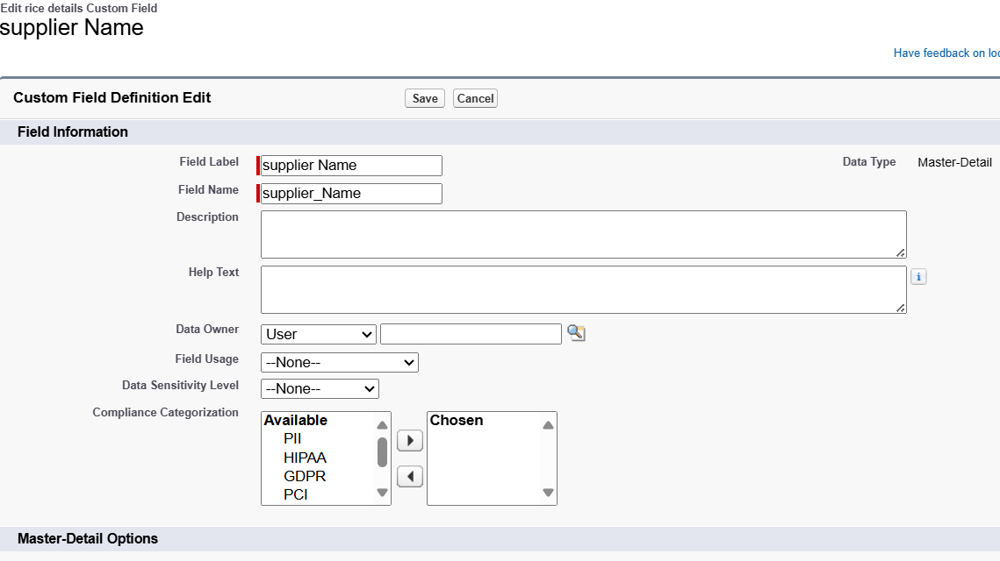 Edit rice details Custom Field
supplier Name
Have feedback on loc
Custom Field Definition Edit Save Cancel
Field Information
Field Label supplier Name Data Type Master-Detail
Field Name supplier_Name
Description
Help Text
Data Owner User
Field Usage --None--
Data Sensitivity Level --None--
Compliance Categorization
Available Chosen
PII
HIPAA
GDPR
PCI
Master-Detail Options